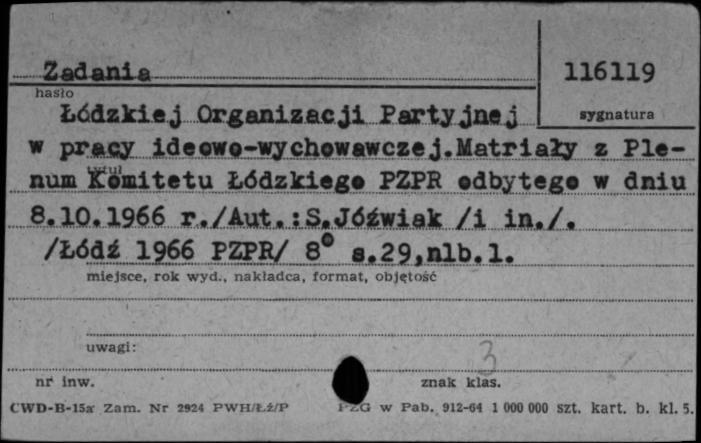 Zadania
116119
hasło
sygnatura
Łódzkiej Organizacji Partyjnej
w pracy ideowo-wychowawczej.Matriały z Ple-
tytuł
num Komitetu Łódzkiego PZPR odbytego w dniu
8.10.1966 r./Aut.:S.Jóźwiak /i in./.
/Łódź 1966 PZPR/ 8° s.29,nlb.1.
miejsce, rok wyd., nakładca, format, objętość
uwagi:
3
nr inw.
znak klas.
CWD-B-15a Zam. Nr 2924 PWH/Łź/P
PZG w Pab. 912-64 1 000 000 szt. kart. b. kl. 5.